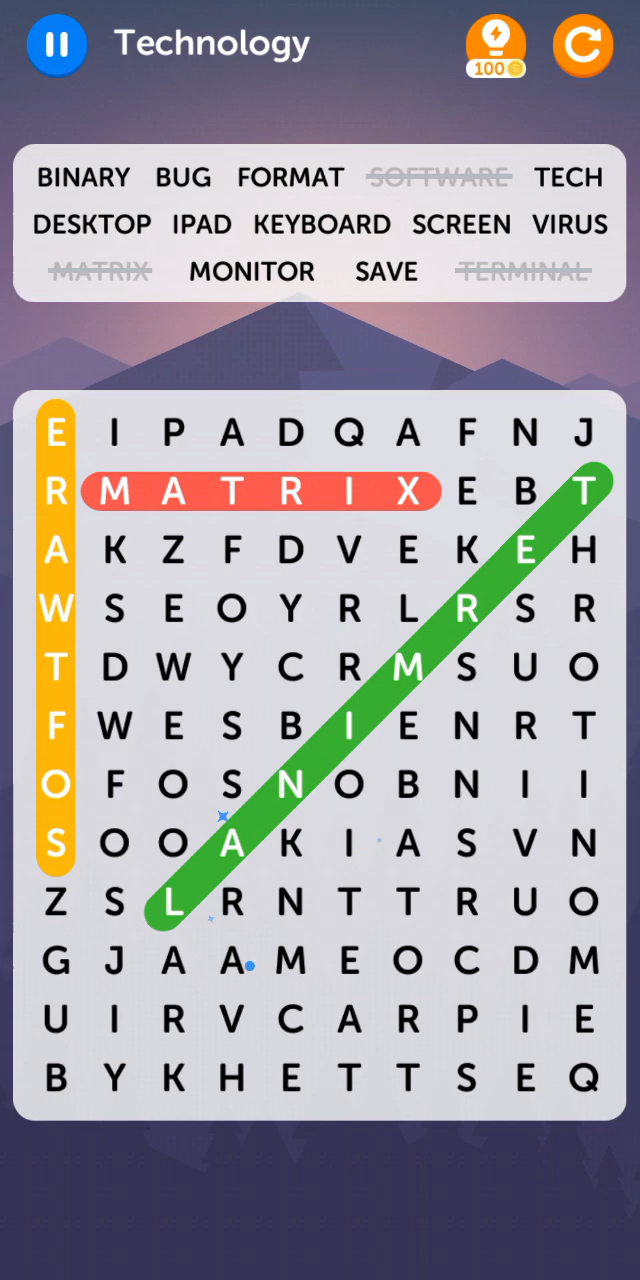 Technology
100
BINARY BUG FORMAT SOFTWARE TECH
DESKTOP IPAD KEYBOARD SCREEN VIRUS
MATRIX MONITOR SAVE TERMINAL
E I P A D Q A F N J
R M A T R I X E B T
A K Z F D V E K E H
W S E O Y R L R S R
T D W Y C R M S U O
F W E S B I E N R T
O F O S N O B N I I
S O O A K I A S V N
Z S L R N T T R U O
G J A A M E O C D M
U I R V C A R P I E
B Y K H E T T S E Q